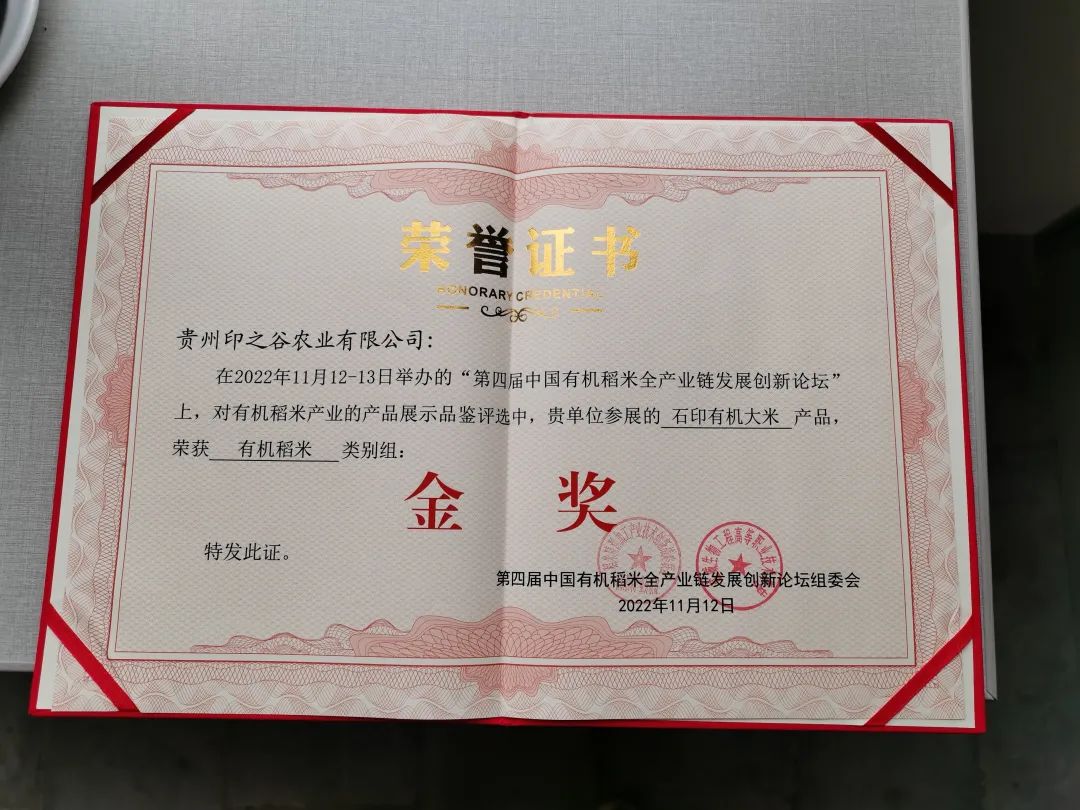 荣誉证书
HONORARY CREDENTIAL
贵州印之谷农业有限公司：
在2022年11月12-13日举办的“第四届中国有机稻米全产业链发展创新论坛”
上，对有机稻米产业的产品展示品鉴评选中，贵单位参展的 石印有机大米 产品，
荣获 有机稻米 类别组：
金 奖
特发此证。
第四届中国有机稻米全产业链发展创新论坛组委会
2022年11月12日